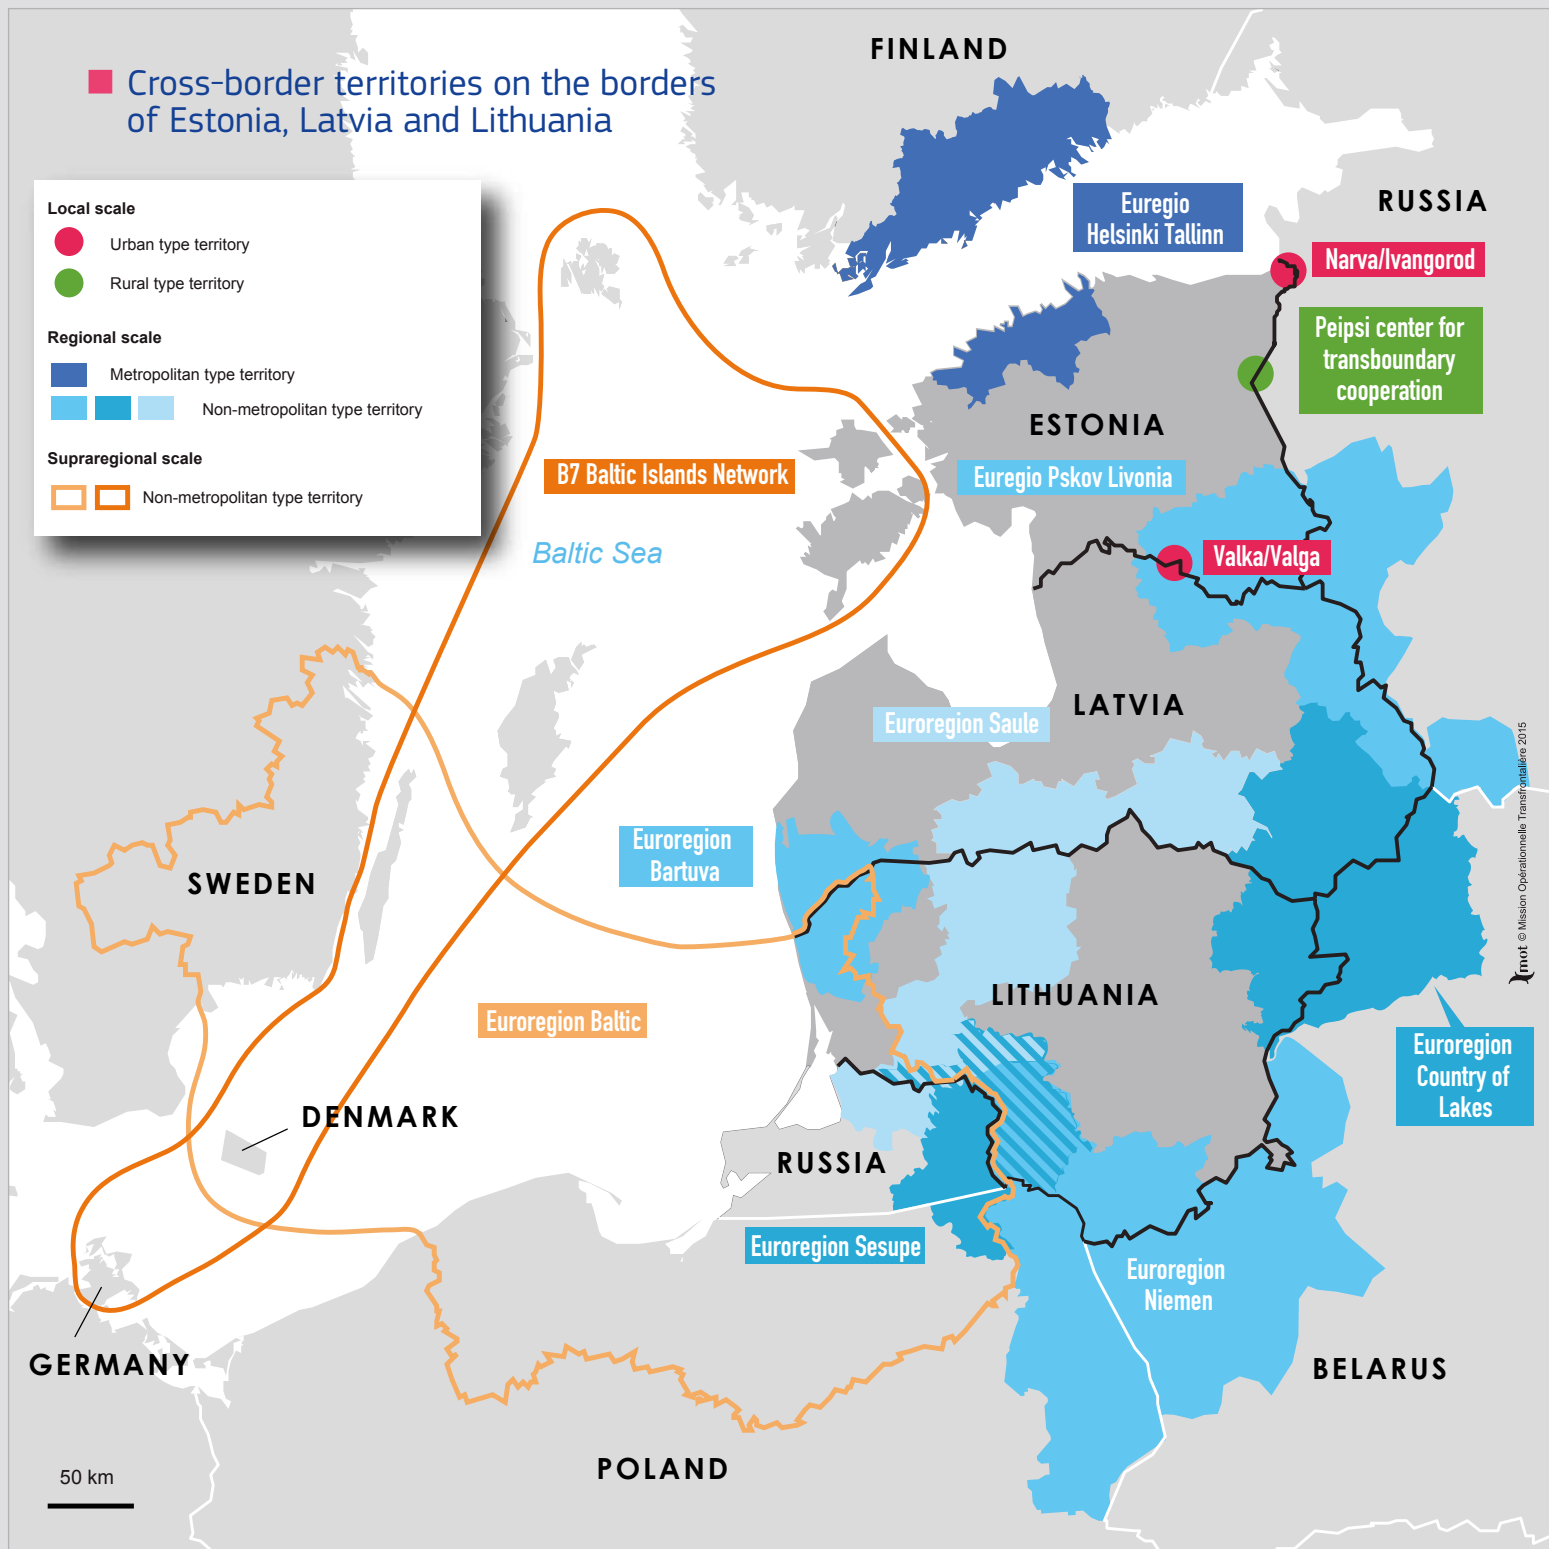 Cross-border territories on the borders
of Estonia, Latvia and Lithuania
Local scale
Urban type territory
Rural type territory
Regional scale
Metropolitan type territory
Non-metropolitan type territory
Supraregional scale
Non-metropolitan type territory
FINLAND
RUSSIA
Euregio
Helsinki Tallinn
Narva/Ivangorod
Peipsi center for
transboundary
cooperation
ESTONIA
B7 Baltic Islands Network
Euregio Pskov Livonia
Baltic Sea
Valka/Valga
LATVIA
Euroregion Saule
Euroregion
Bartuva
SWEDEN
LITHUANIA
Euroregion Baltic
Euroregion
Country of
Lakes
DENMARK
RUSSIA
Euroregion Sesupe
Euroregion
Niemen
GERMANY
BELARUS
POLAND
50 km
mot © Mission Opérationnelle Transfrontalière 2015